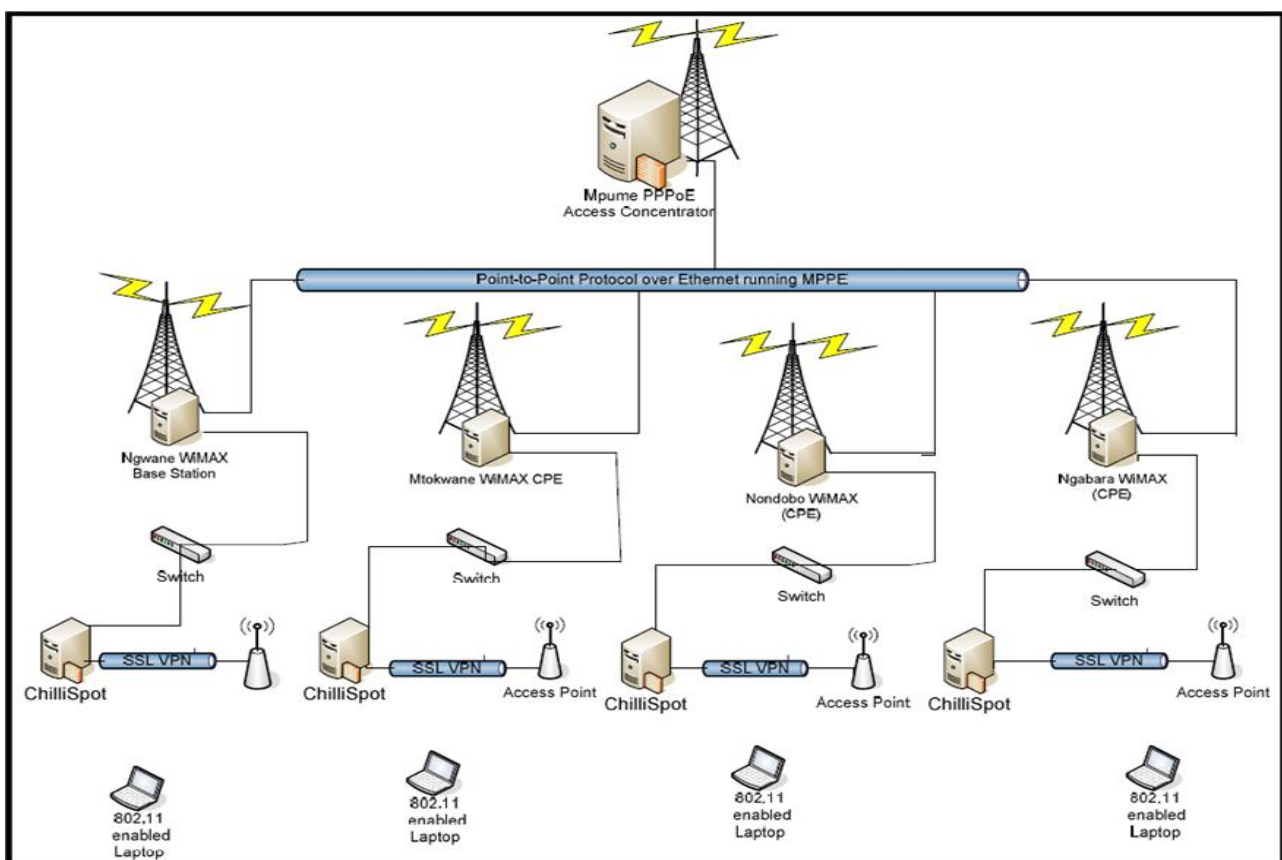 Mpume PPPoE
Access Concentrator
Point-to-Point Protocol over Ethernet running MPPE
Ngwane WiMAX
Base Station
Mtokwane WiMAX CPE
Nondobo WiMAX
(CPE)
Ngabara WiMAX
(CPE)
Switch
Switch
Switch
Switch
SSL VPN
ChilliSpot
SSL VPN
ChilliSpot
Access Point
SSL VPN
ChilliSpot
Access Point
SSL VPN
ChilliSpot
Access Point
802.11
enabled
Laptop
802.11
enabled
Laptop
802.11
enabled
Laptop
802.11
enabled
Laptop